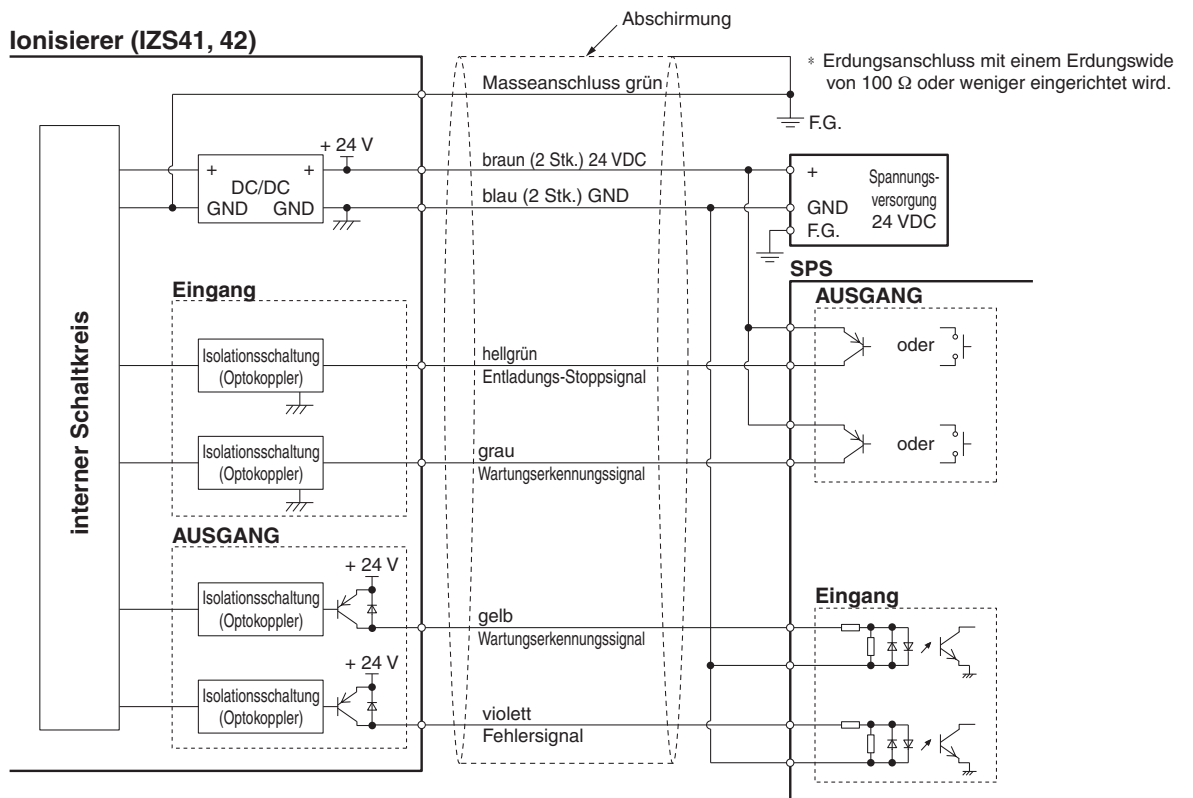 Abschirmung
Ionisierer (IZS41, 42)
* Erdungsanschluss mit einem Erdungswide
von 100 Ω oder weniger eingerichtet wird.
Masseanschluss grün
F.G.
+ 24 V
braun (2 Stk.) 24 VDC
+ +
DC/DC
GND GND
blau (2 Stk.) GND
+
GND
F.G.
Spannungs-
versorgung
24 VDC
SPS
AUSGANG
Eingang
interner Schaltkreis
Isolationsschaltung
(Optokoppler)
hellgrün
Entladungs-Stoppsignal
oder
Isolationsschaltung
(Optokoppler)
grau
Wartungserkennungssignal
oder
AUSGANG
+ 24 V
Isolationsschaltung
(Optokoppler)
gelb
Wartungserkennungssignal
Eingang
+ 24 V
Isolationsschaltung
(Optokoppler)
violett
Fehlersignal